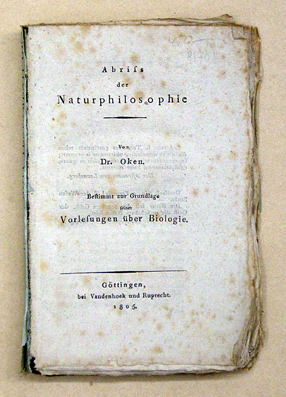 Abriſs
der
Naturphilosophie
Von
Dr. Oken.
Beſtimmt zur Grundlage
ſeiner
Vorleſungen über Biologie.
Göttingen,
bei Vandenhoek und Ruprecht.
1805.